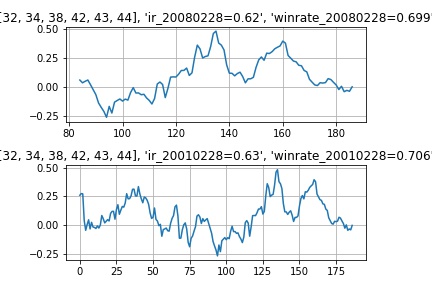 [32, 34, 38, 42, 43, 44], 'ir_20080228=0.62', 'winrate_20080228=0.699'
0.50
0.25
0.00
−0.25
80 100 120 140 160 180
[32, 34, 38, 42, 43, 44], 'ir_20010228=0.63', 'winrate_20010228=0.706'
0.50
0.25
0.00
−0.25
0 25 50 75 100 125 150 175